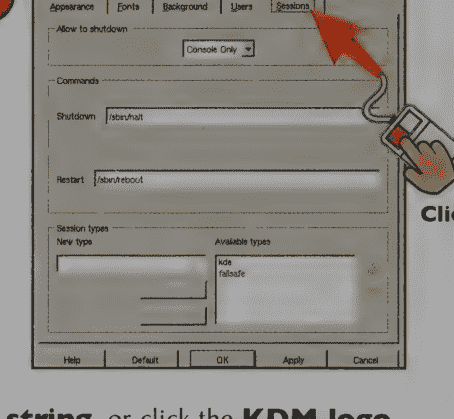 Appearance Fonts Background Users Sessions
Allow to shutdown
Console Only
Commands
Shutdown /sbin/halt
Restart /sbin/reboot
Session types
New type Available types
kde
failsafe
Help Default OK Apply Cancel
Clic
string, or click the KDM logo